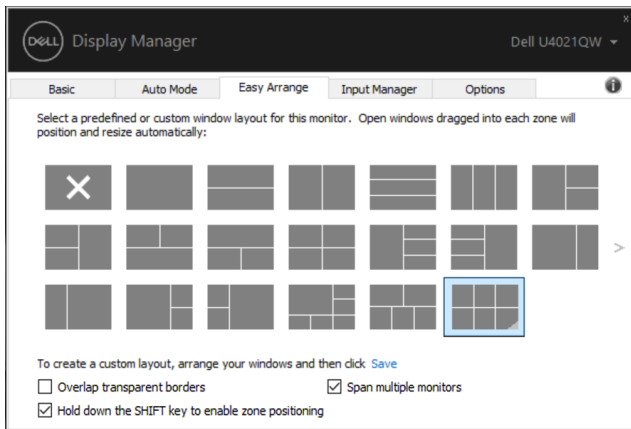 x
DELL Display Manager Dell U4021QW
Basic Auto Mode Easy Arrange Input Manager Options i
Select a predefined or custom window layout for this monitor. Open windows dragged into each zone will
position and resize automatically:
>
To create a custom layout, arrange your windows and then click Save
Overlap transparent borders Span multiple monitors
Hold down the SHIFT key to enable zone positioning